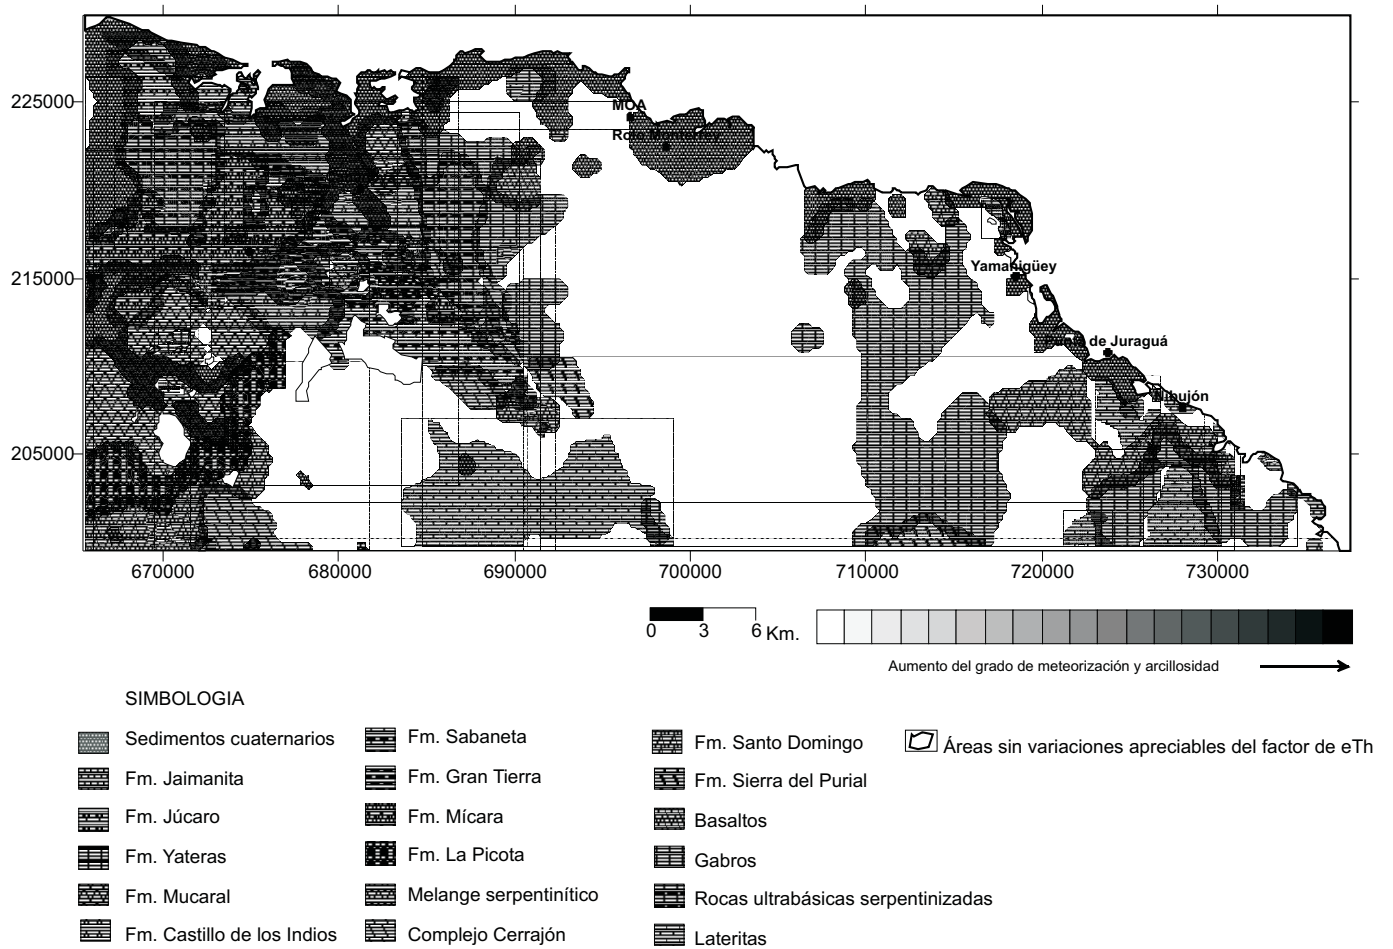 225000
215000
205000
MOA
Yamanigüey
Punta de Juraguá
Nibujón
670000
680000
690000
700000
710000
720000
730000
0 3 6 Km.
Aumento del grado de meteorización y arcillosidad
SIMBOLOGIA
Sedimentos cuaternarios
Fm. Jaimanita
Fm. Júcaro
Fm. Yateras
Fm. Mucaral
Fm. Castillo de los Indios
Fm. Sabaneta
Fm. Gran Tierra
Fm. Mícara
Fm. La Picota
Melange serpentinítico
Complejo Cerrajón
Fm. Santo Domingo
Fm. Sierra del Purial
Basaltos
Gabros
Rocas ultrabásicas serpentinizadas
Lateritas
Áreas sin variaciones apreciables del factor de eTh